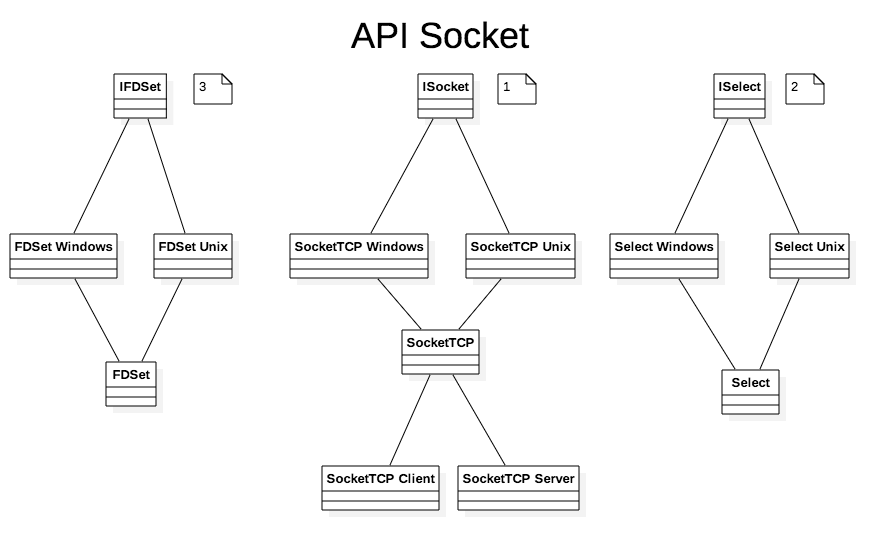 API Socket
IFDSet
3
ISocket
1
ISelect
2
FDSet Windows
FDSet Unix
SocketTCP Windows
SocketTCP Unix
Select Windows
Select Unix
SocketTCP
FDSet
Select
SocketTCP Client
SocketTCP Server